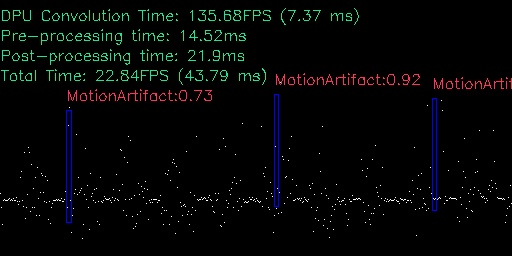 DPU Convolution Time: 135.68FPS (7.37 ms)
Pre-processing time: 14.52ms
Post-processing time: 21.9ms
Total Time: 22.84FPS (43.79 ms)
MotionArtifact:0.92
MotionArtif
MotionArtifact:0.73